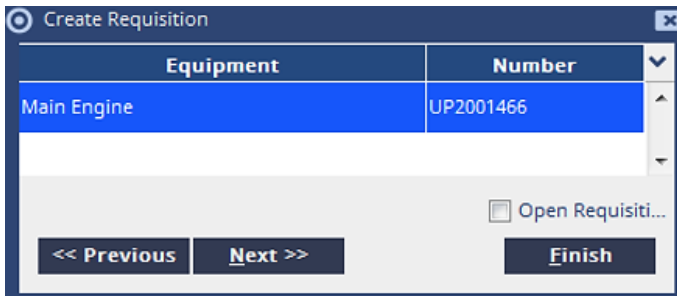 Create Requisition
Equipment Number
Main Engine UP2001466
Open Requisiti...
<< Previous Next >> Finish